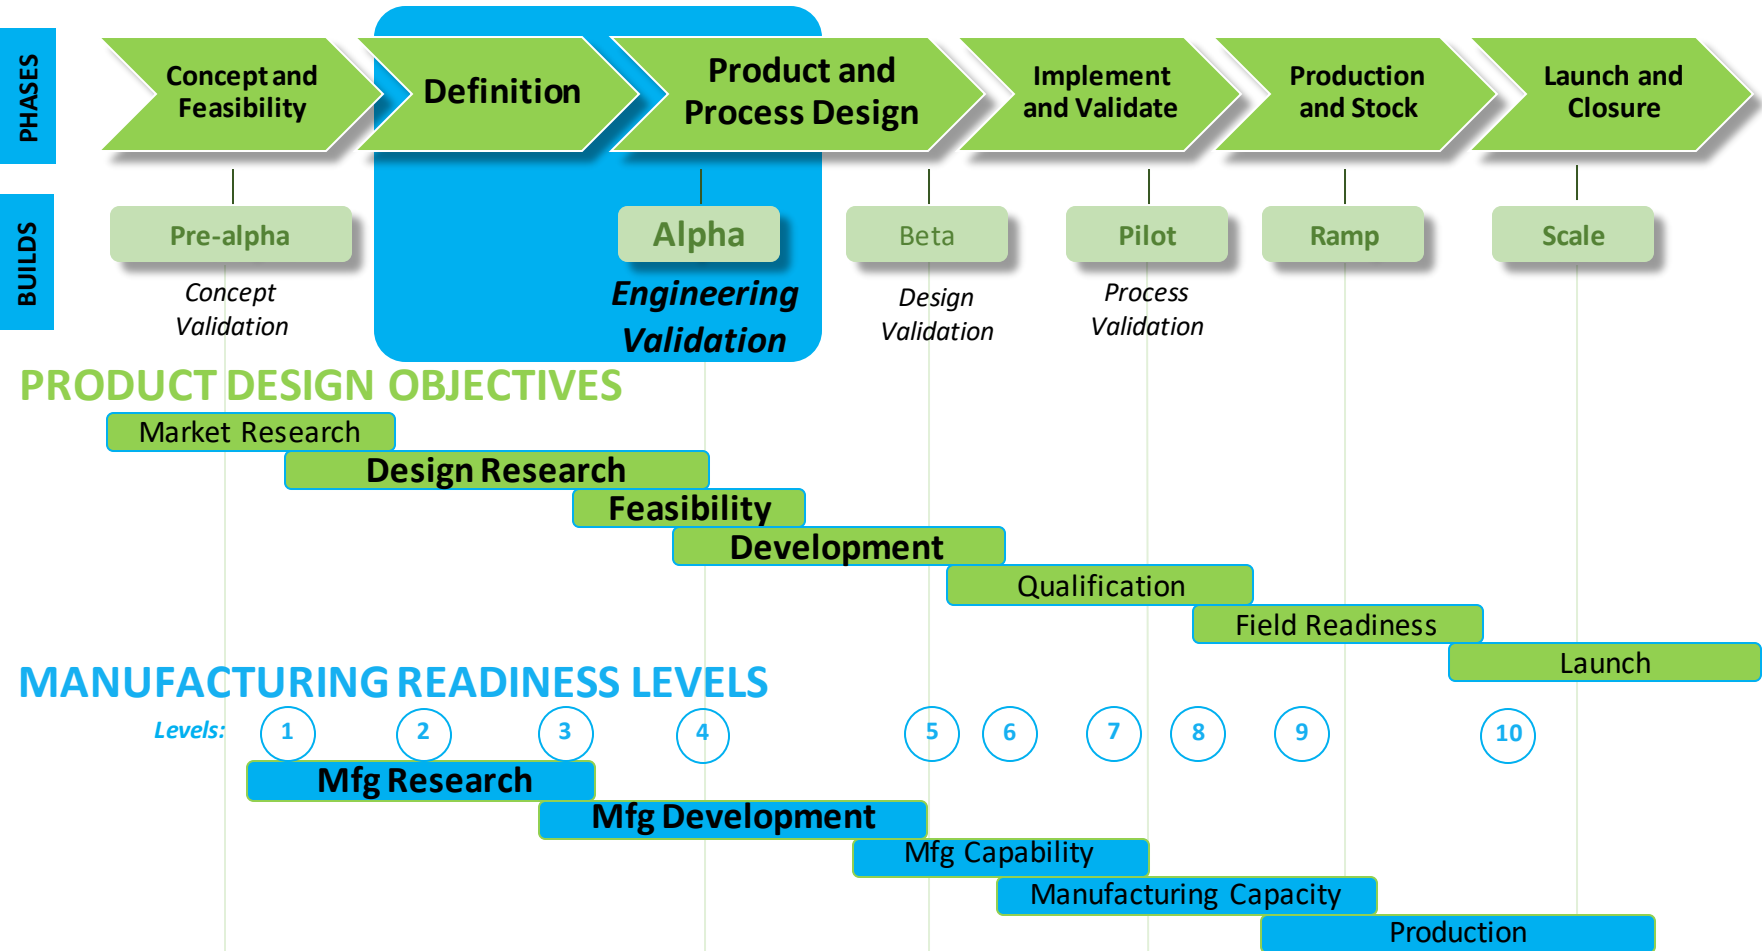 PHASES
Concept and
Feasibility
Definition
Product and
Process Design
Implement
and Validate
Production
and Stock
Launch and
Closure
BUILDS
Pre-alpha
Alpha
Beta
Pilot
Ramp
Scale
Concept
Validation
Engineering
Validation
Design
Validation
Process
Validation
PRODUCT DESIGN OBJECTIVES
Market Research
Design Research
Feasibility
Development
Qualification
Field Readiness
Launch
MANUFACTURING READINESS LEVELS
Levels: 1 2 3 4 5 6 7 8 9 10
Mfg Research
Mfg Development
Mfg Capability
Manufacturing Capacity
Production